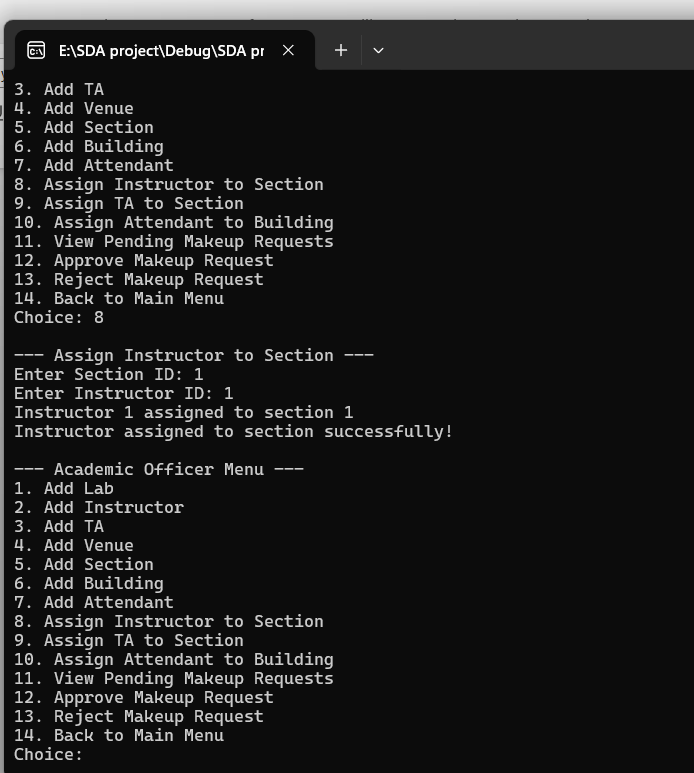 E:\SDA project\Debug\SDA pr
3. Add TA
4. Add Venue
5. Add Section
6. Add Building
7. Add Attendant
8. Assign Instructor to Section
9. Assign TA to Section
10. Assign Attendant to Building
11. View Pending Makeup Requests
12. Approve Makeup Request
13. Reject Makeup Request
14. Back to Main Menu
Choice: 8
--- Assign Instructor to Section ---
Enter Section ID: 1
Enter Instructor ID: 1
Instructor 1 assigned to section 1
Instructor assigned to section successfully!
--- Academic Officer Menu ---
1. Add Lab
2. Add Instructor
3. Add TA
4. Add Venue
5. Add Section
6. Add Building
7. Add Attendant
8. Assign Instructor to Section
9. Assign TA to Section
10. Assign Attendant to Building
11. View Pending Makeup Requests
12. Approve Makeup Request
13. Reject Makeup Request
14. Back to Main Menu
Choice: